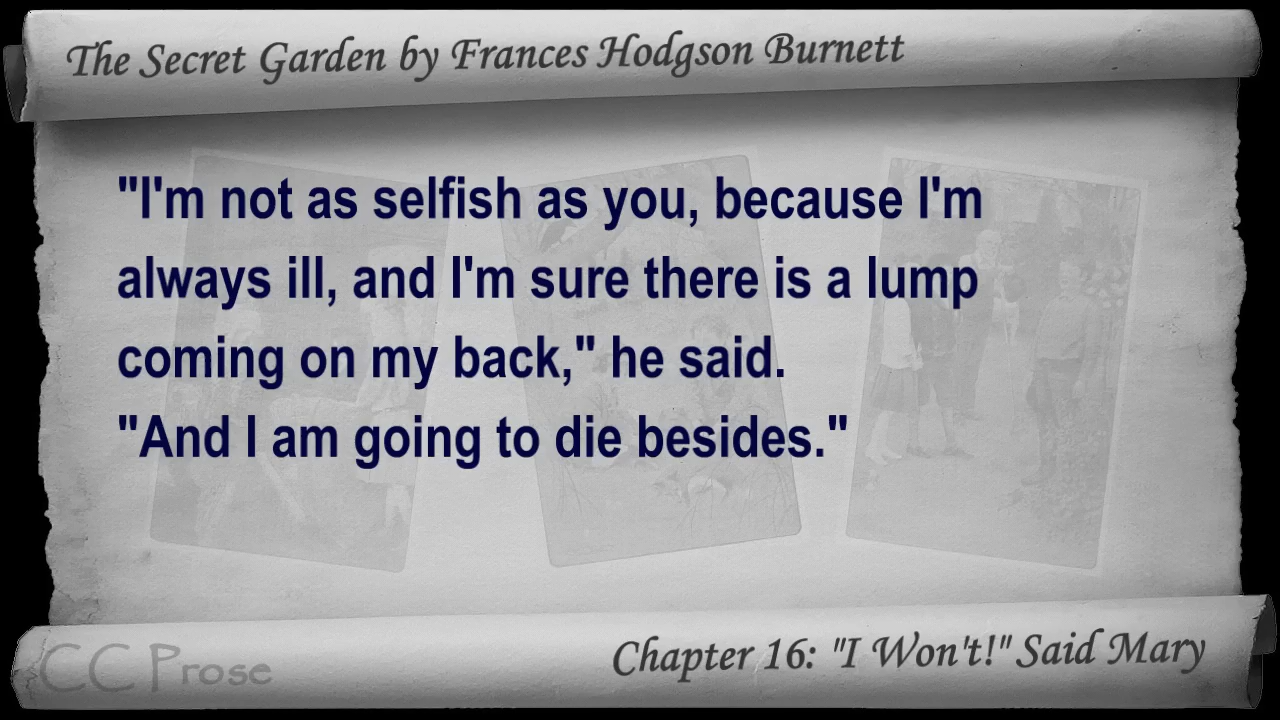 The Secret Garden by Frances Hodgson Burnett
"I'm not as selfish as you, because I'm
always ill, and I'm sure there is a lump
coming on my back," he said.
"And I am going to die besides."
Chapter 16: "I Won't!" Said Mary
CC Prose